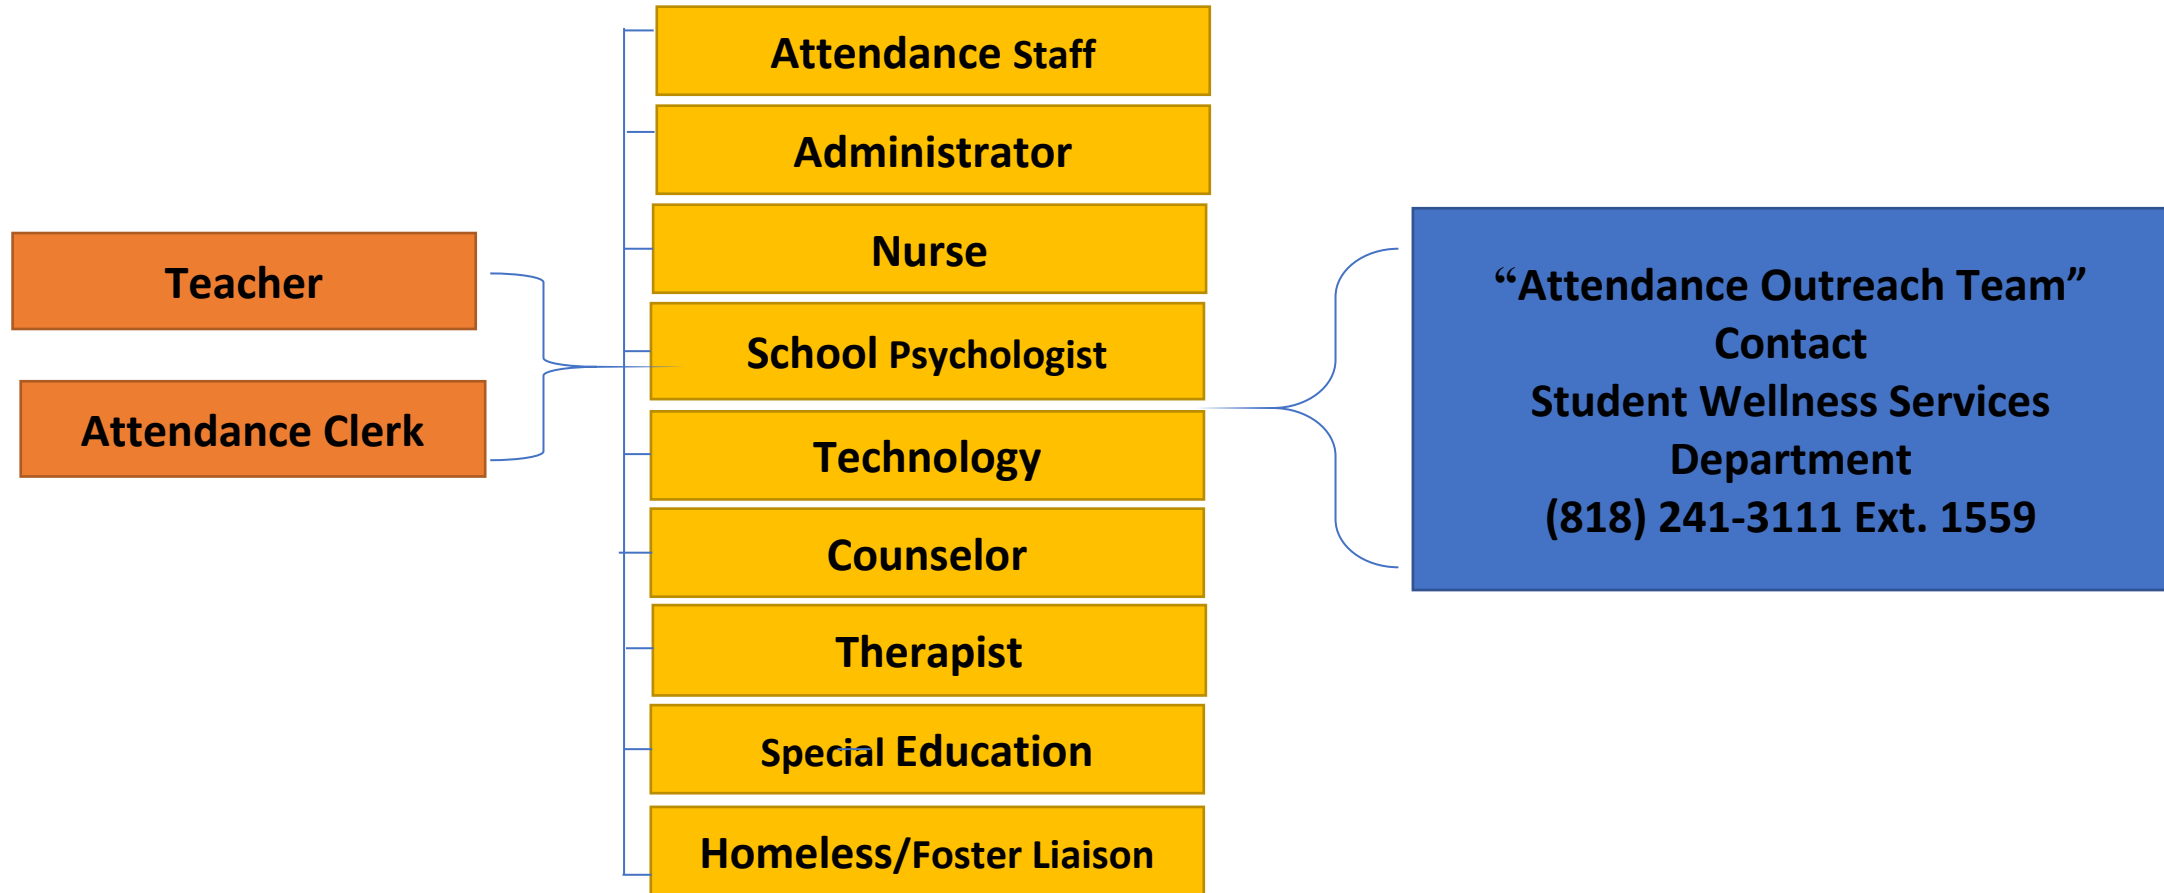 Teacher
Attendance Clerk
Attendance Staff
Administrator
Nurse
School Psychologist
Technology
Counselor
Therapist
Special Education
Homeless/Foster Liaison
“Attendance Outreach Team”
Contact
Student Wellness Services
Department
(818) 241-3111 Ext. 1559